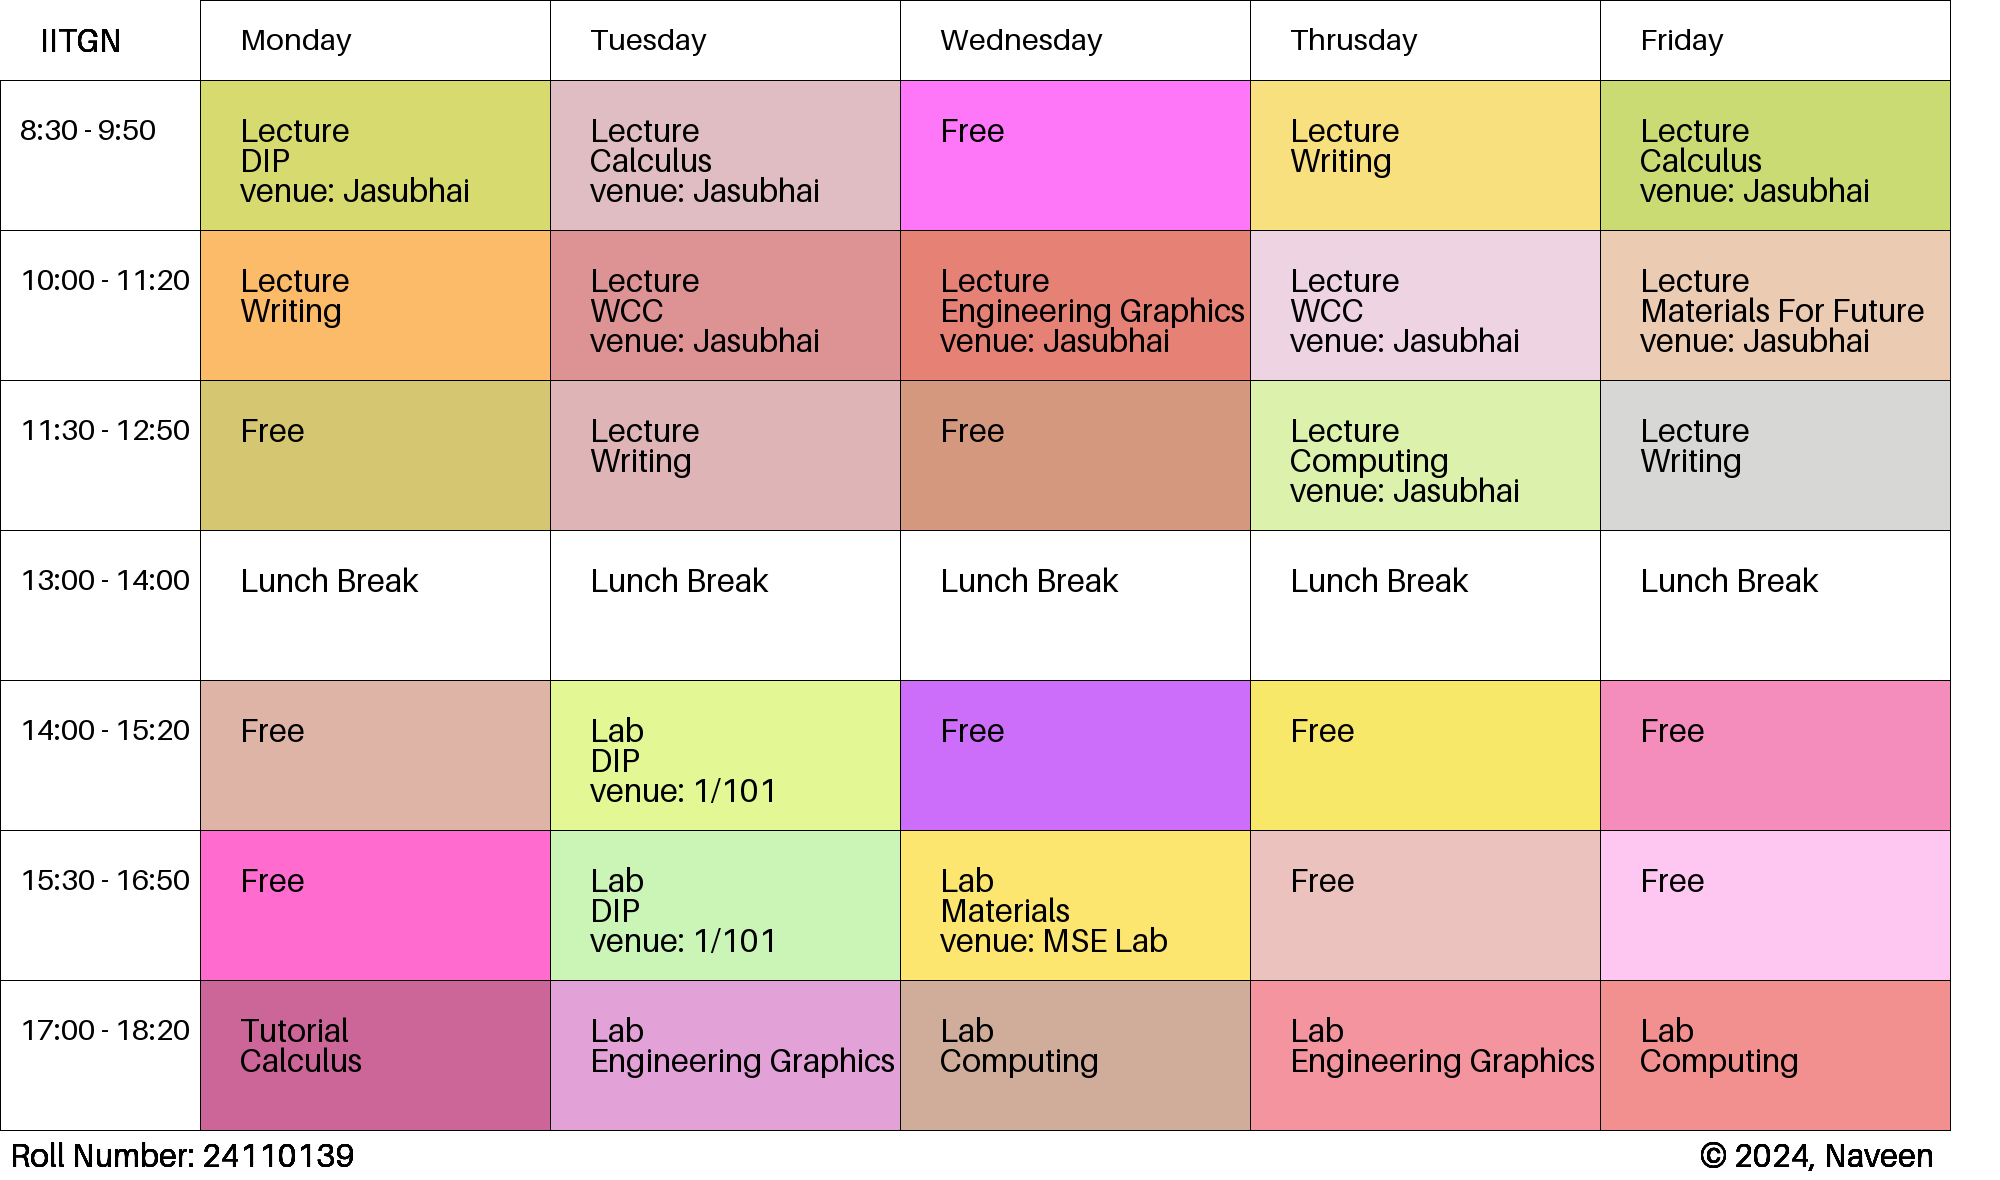 IITGN
Monday
Tuesday
Wednesday
Thrusday
Friday
8:30 - 9:50
Lecture
DIP
venue: Jasubhai
Lecture
Calculus
venue: Jasubhai
Free
Lecture
Writing
Lecture
Calculus
venue: Jasubhai
10:00 - 11:20
Lecture
Writing
Lecture
WCC
venue: Jasubhai
Lecture
Engineering Graphics
venue: Jasubhai
Lecture
WCC
venue: Jasubhai
Lecture
Materials For Future
venue: Jasubhai
11:30 - 12:50
Free
Lecture
Writing
Free
Lecture
Computing
venue: Jasubhai
Lecture
Writing
13:00 - 14:00
Lunch Break
Lunch Break
Lunch Break
Lunch Break
Lunch Break
14:00 - 15:20
Free
Lab
DIP
venue: 1/101
Free
Free
Free
15:30 - 16:50
Free
Lab
DIP
venue: 1/101
Lab
Materials
venue: MSE Lab
Free
Free
17:00 - 18:20
Tutorial
Calculus
Lab
Engineering Graphics
Lab
Computing
Lab
Engineering Graphics
Lab
Computing
Roll Number: 24110139
© 2024, Naveen